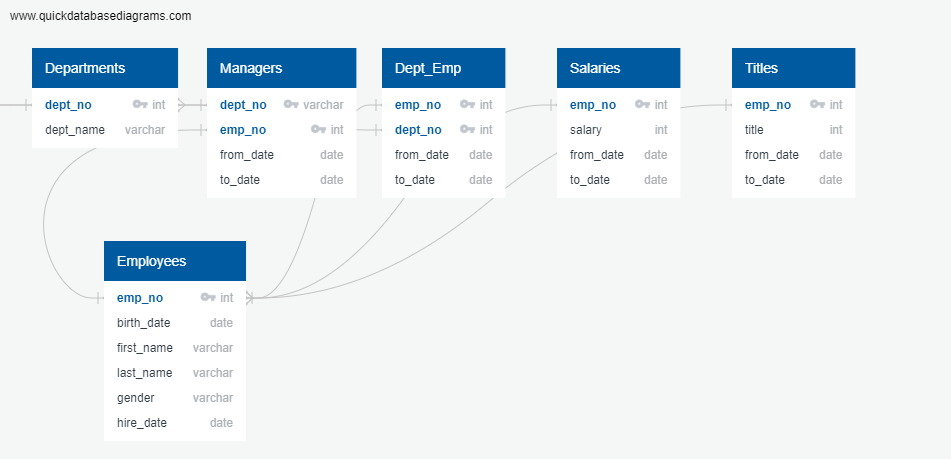 www.quickdatabasediagrams.com
Departments
dept_no int
dept_name varchar
Managers
dept_no varchar
emp_no int
from_date date
to_date date
Dept_Emp
emp_no int
dept_no int
from_date date
to_date date
Salaries
emp_no int
salary int
from_date date
to_date date
Titles
emp_no int
title int
from_date date
to_date date
Employees
emp_no int
birth_date date
first_name varchar
last_name varchar
gender varchar
hire_date date